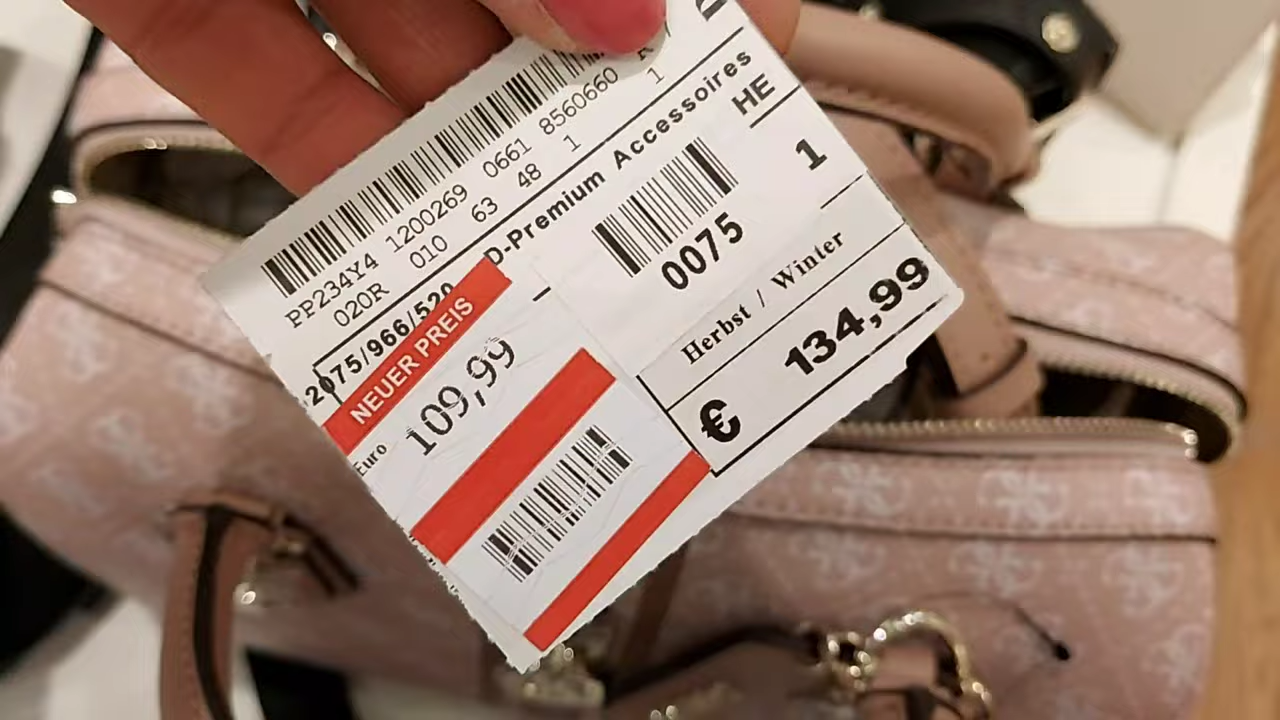 PP234Y4 1200269 0661 8560660
020R 010 63 48 1 1
2075/966/520 D-Premium Accessoires
HE
1
0075
Herbst / Winter
€ 134,99
NEUER PREIS
Euro 109,99